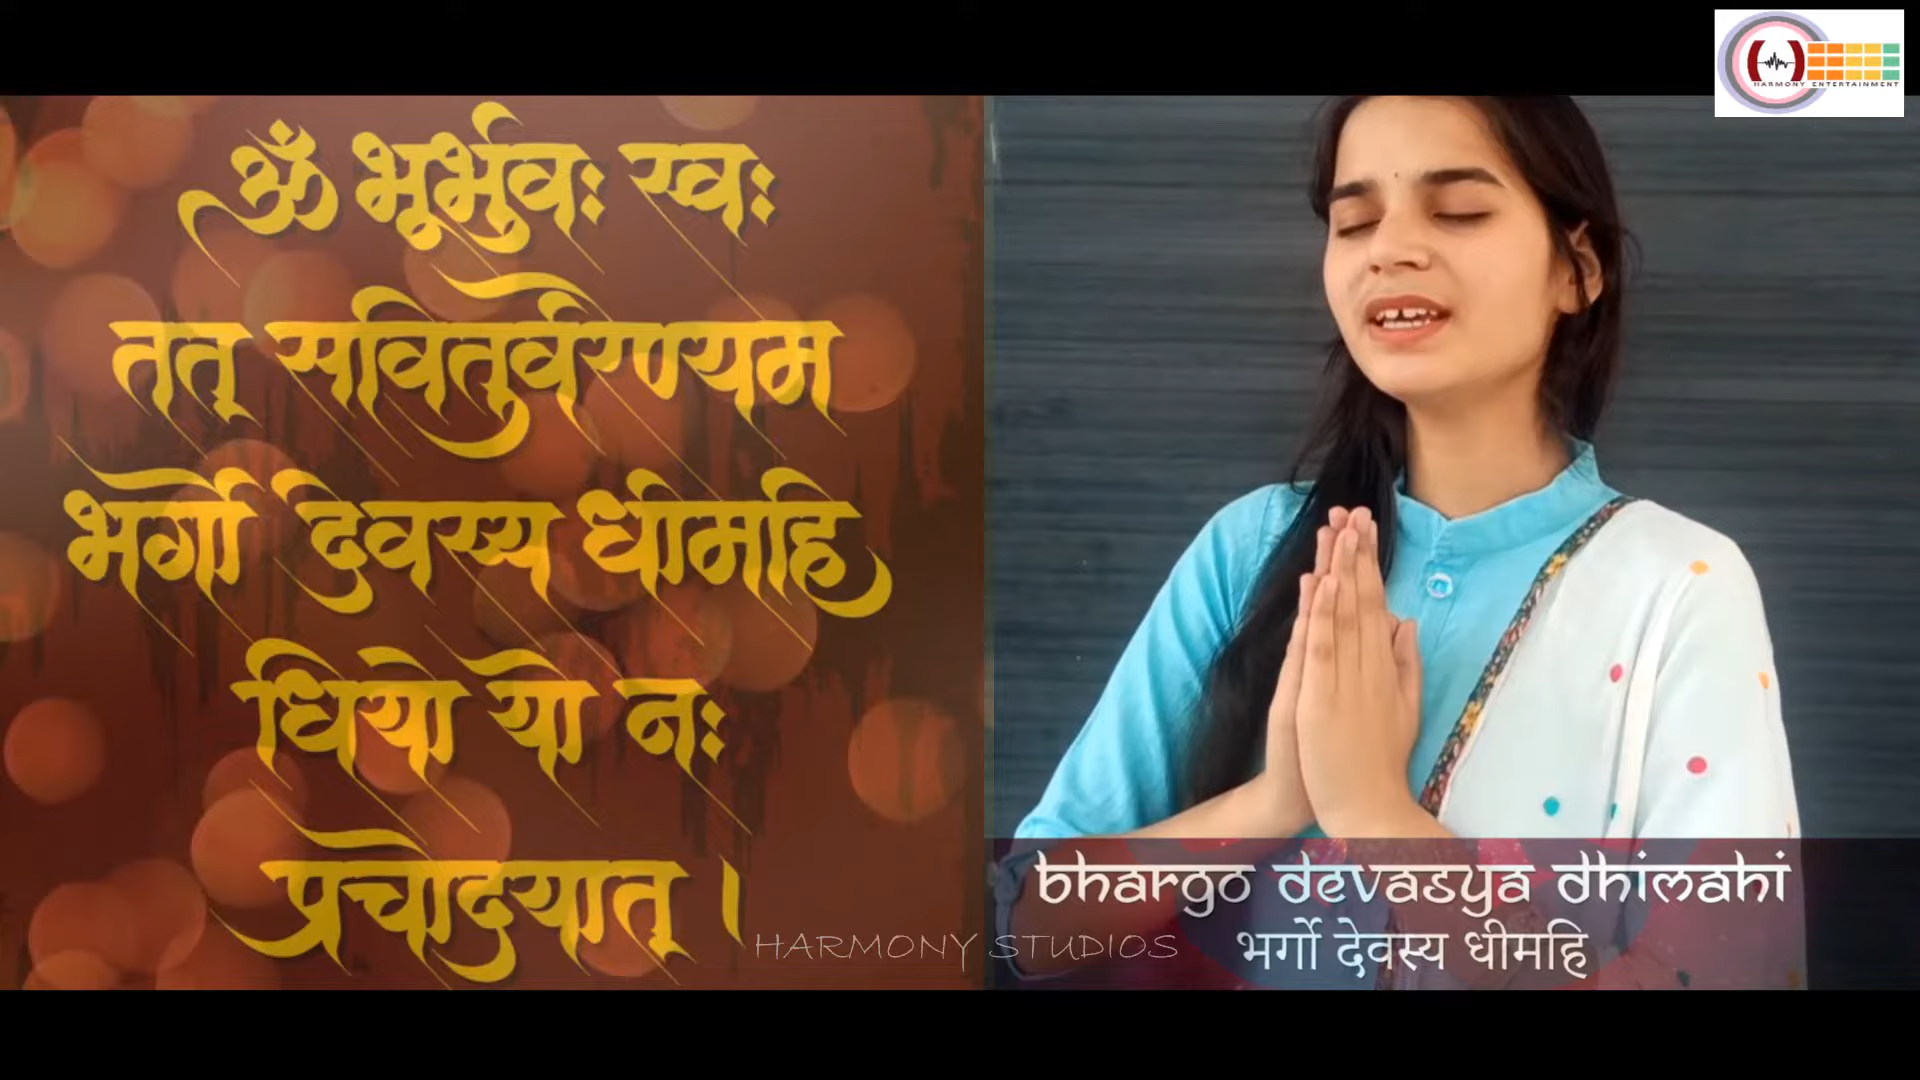 ॐ भूर्भुवः स्वः
तत् सवितुर्वरेण्यम
भर्गो देवस्य धीमहि
धियो यो नः
प्रचोदयात् ।
HARMONY ENTERTAINMENT
bhargo devasya dhimahi
भर्गो देवस्य धीमहि
HARMONY STUDIOS